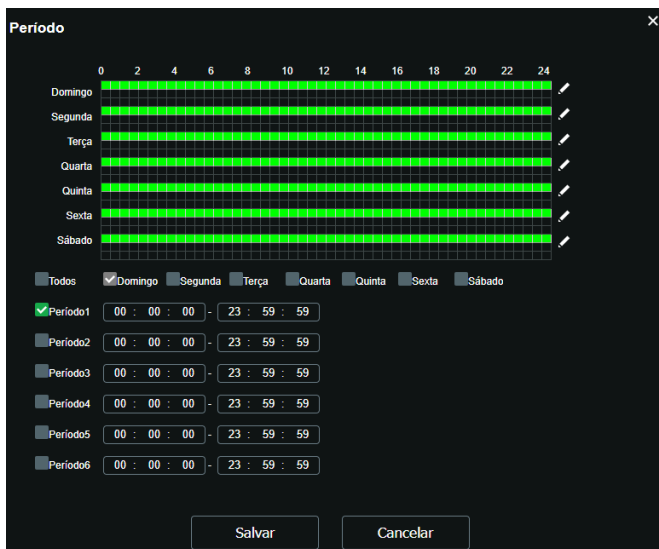 Período
0 2 4 6 8 10 12 14 16 18 20 22 24
Domingo
Segunda
Terça
Quarta
Quinta
Sexta
Sábado
Todos Domingo Segunda Terça Quarta Quinta Sexta Sábado
Período1 00 : 00 : 00 - 23 : 59 : 59
Período2 00 : 00 : 00 - 23 : 59 : 59
Período3 00 : 00 : 00 - 23 : 59 : 59
Período4 00 : 00 : 00 - 23 : 59 : 59
Período5 00 : 00 : 00 - 23 : 59 : 59
Período6 00 : 00 : 00 - 23 : 59 : 59
Salvar Cancelar